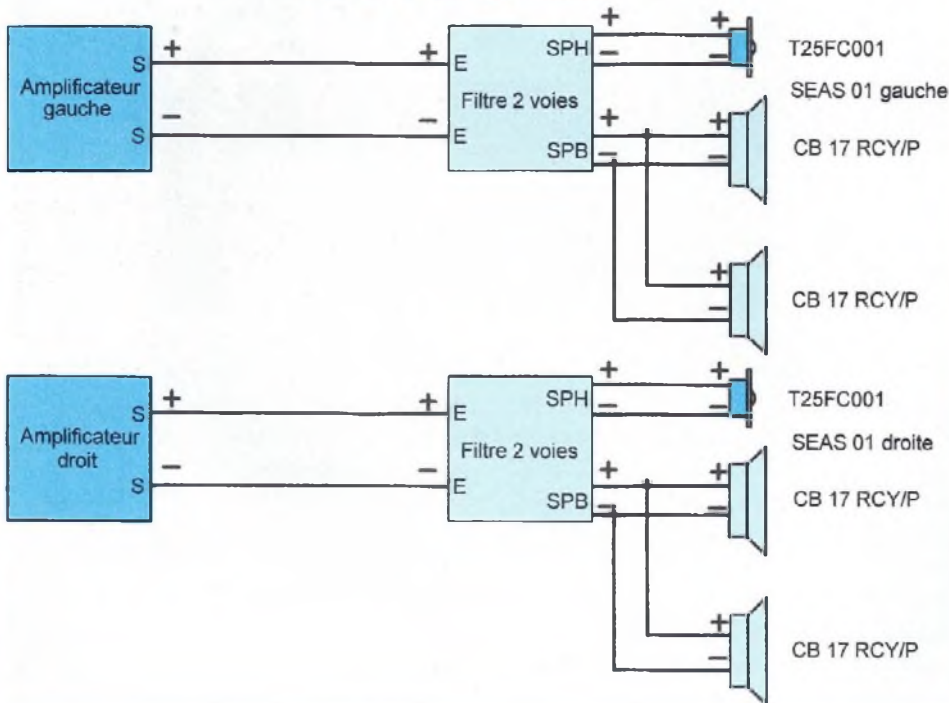 Amplificateur
gauche
S
+
−
S
+
E
−
E
Filtre 2 voies
SPH
SPB
+
−
+
−
+
−
+
−
T25FC001
SEAS 01 gauche
CB 17 RCY/P
+
−
CB 17 RCY/P
Amplificateur
droit
S
+
−
S
+
E
−
E
Filtre 2 voies
SPH
SPB
+
−
+
−
+
−
+
−
T25FC001
SEAS 01 droite
CB 17 RCY/P
+
−
CB 17 RCY/P